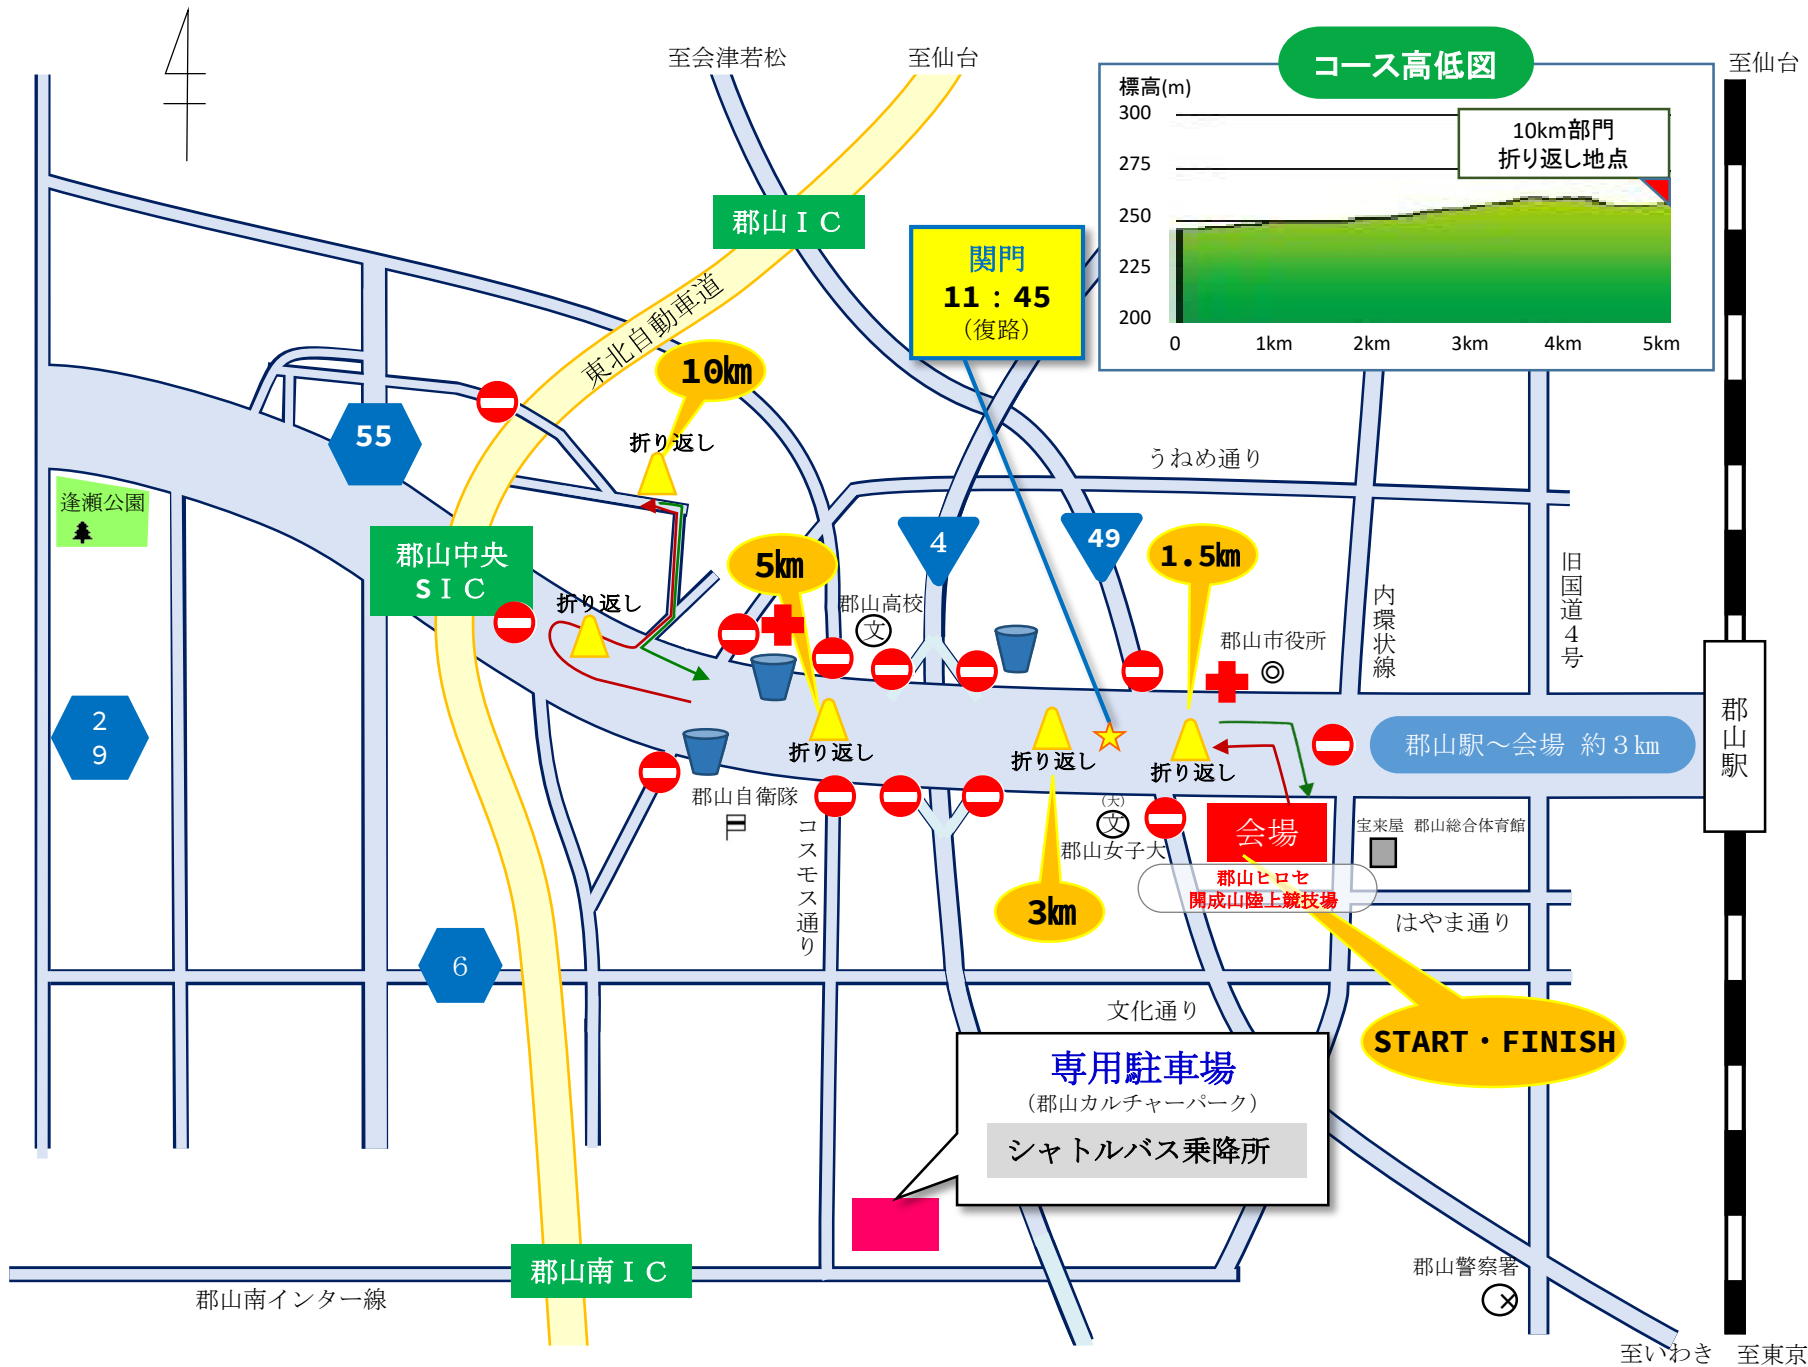 至会津若松
至仙台
至仙台
コース高低図
標高(m)
300
275
250
225
200
0
1km
2km
3km
4km
5km
10km部門
折り返し地点
郡山ＩＣ
関門
11：45
（復路）
東北自動車道
10㎞
折り返し
55
うねめ通り
逢瀬公園
郡山中央
SＩＣ
折り返し
5㎞
4
49
1.5㎞
郡山高校
文
郡山市役所
内環状線
旧国道４号
２
９
折り返し
折り返し
折り返し
郡山駅～会場 約３㎞
郡山駅
郡山自衛隊
コスモス通り
（大）
文
郡山女子大
会場
宝来屋 郡山総合体育館
郡山ヒロセ
開成山陸上競技場
3㎞
はやま通り
６
文化通り
START・FINISH
専用駐車場
（郡山カルチャーパーク）
シャトルバス乗降所
郡山南ＩＣ
郡山南インター線
郡山警察署
至いわき
至東京